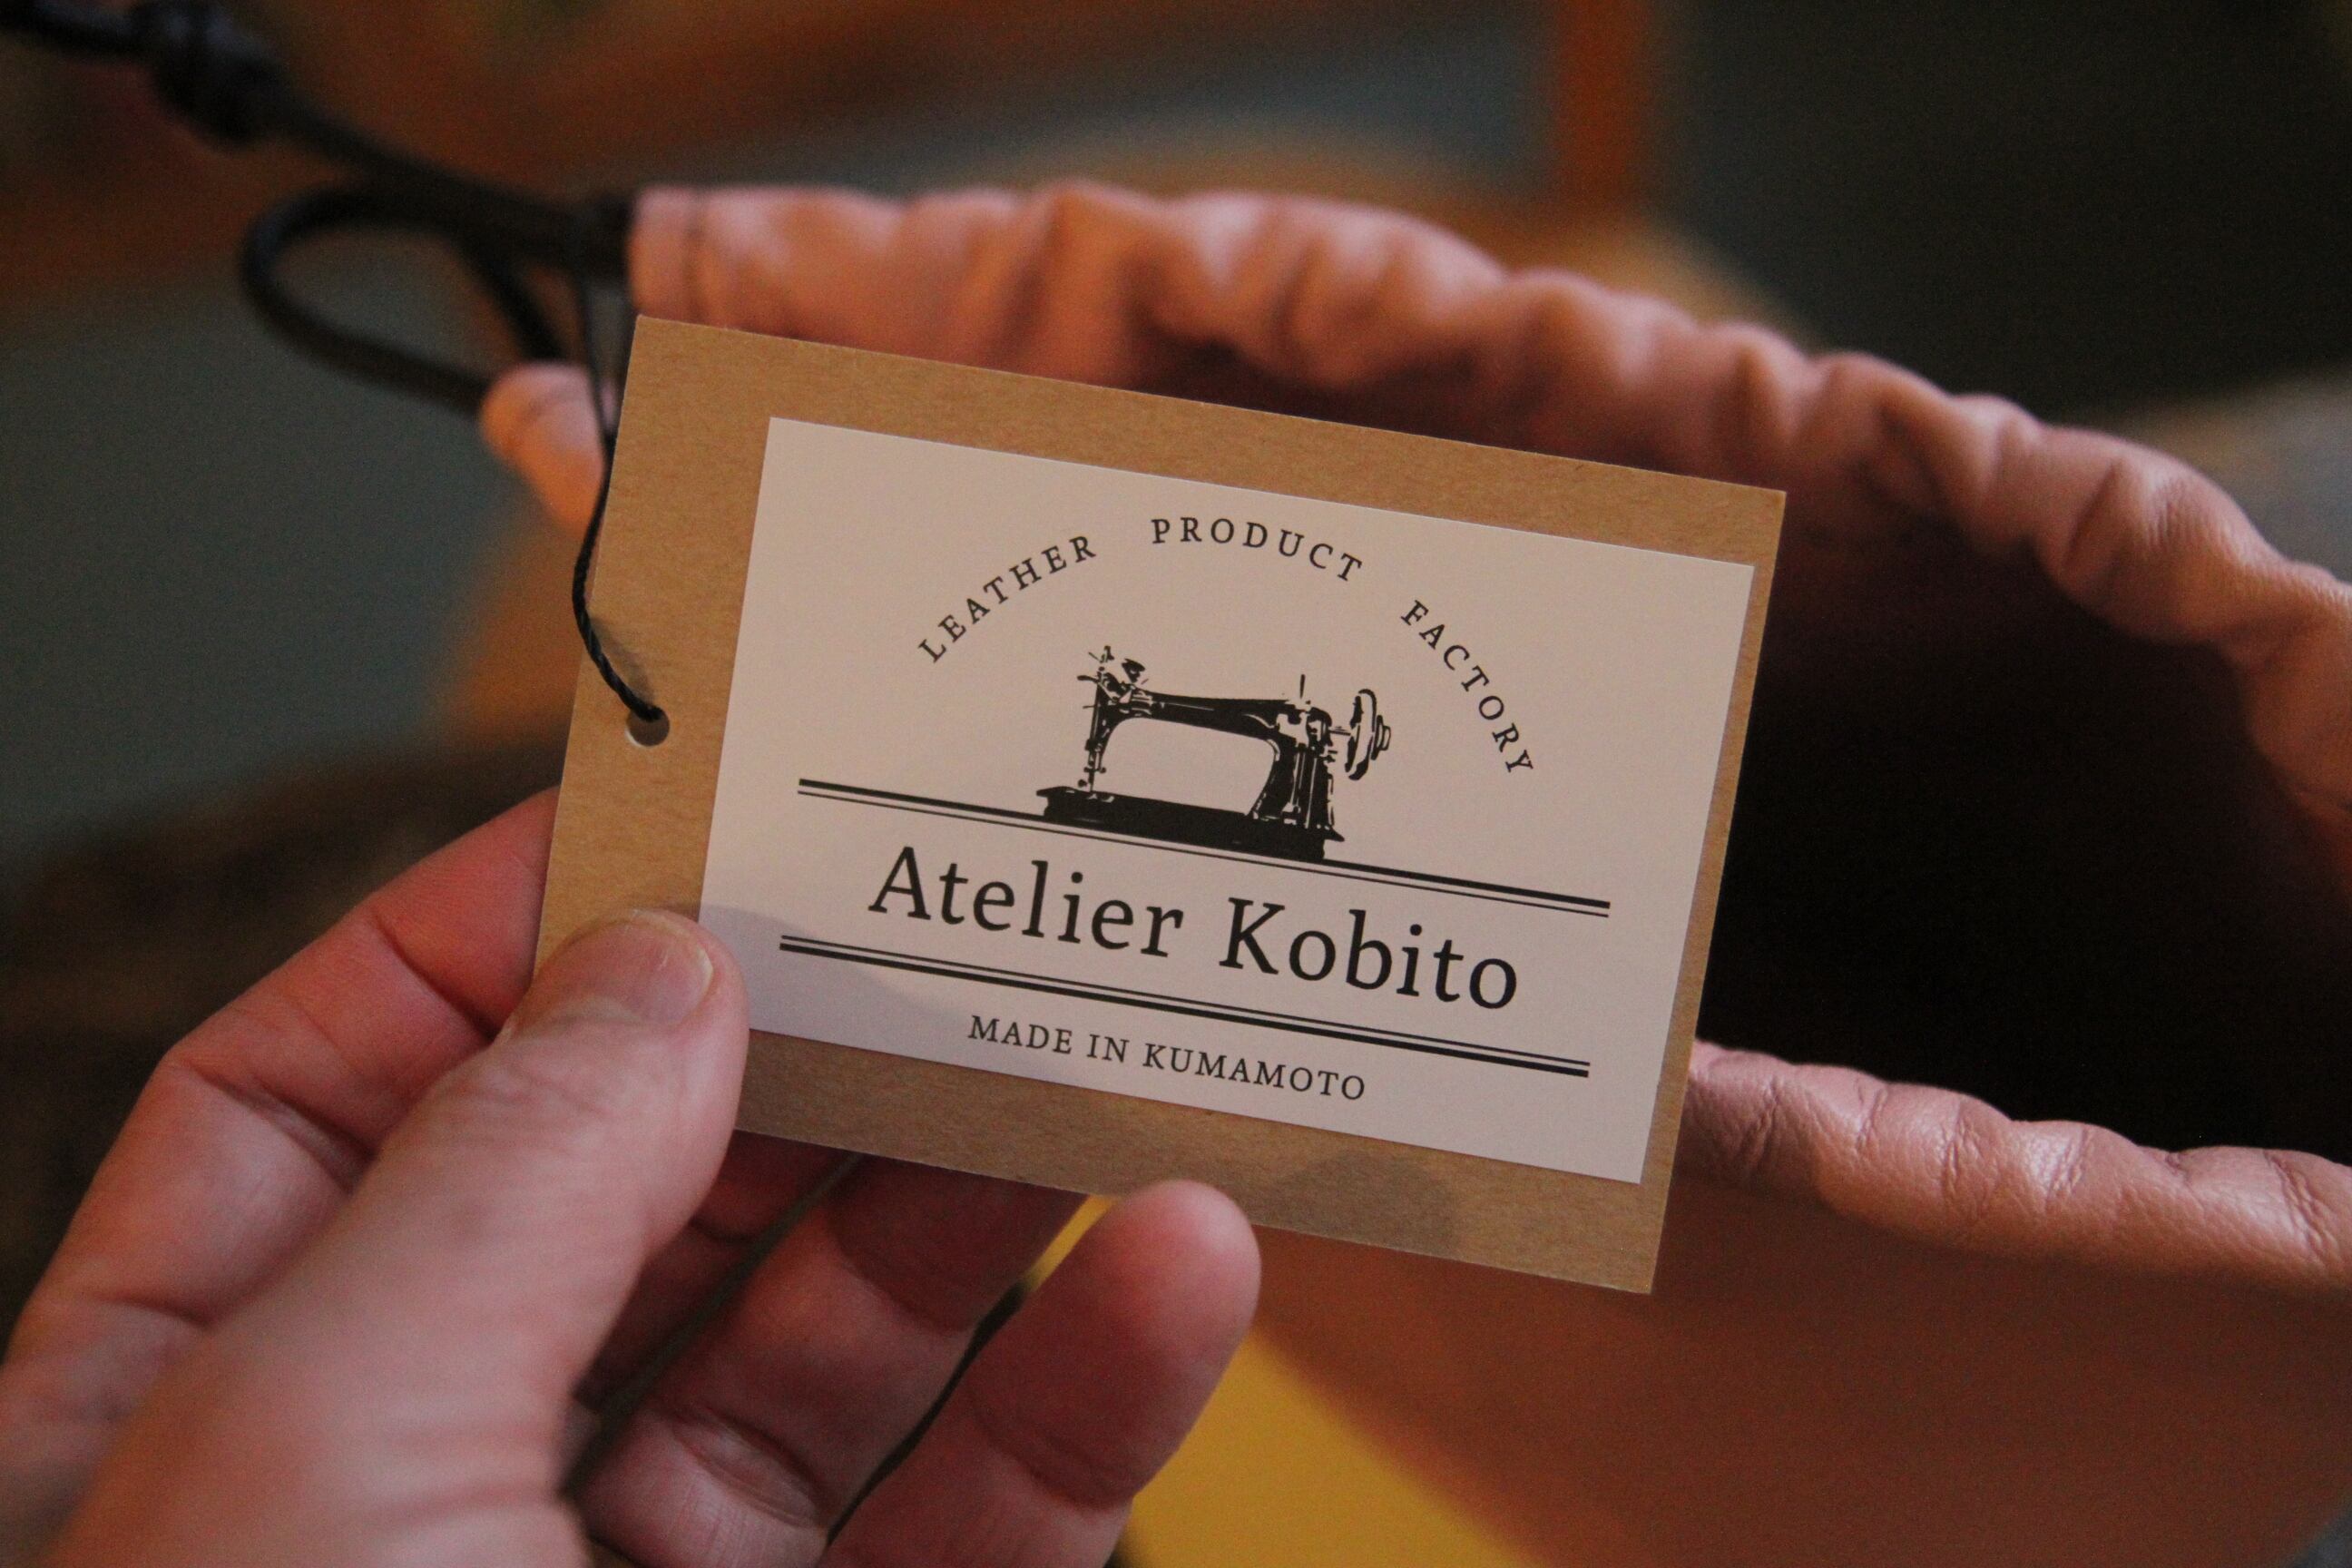 LEATHER PRODUCT FACTORY
Atelier Kobito
MADE IN KUMAMOTO